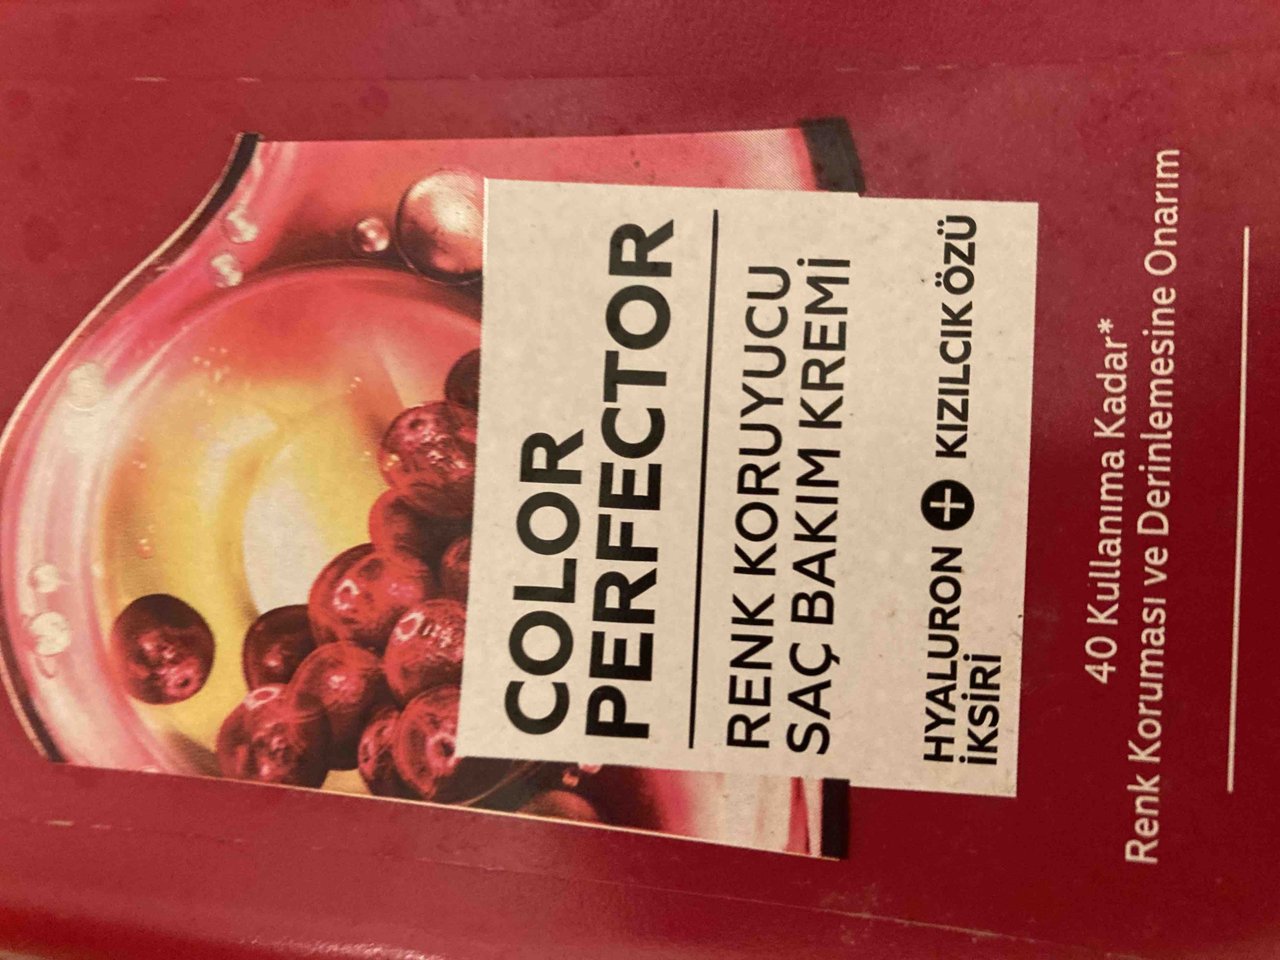 COLOR
PERFECTOR
RENK KORUYUCU
SAÇ BAKIM KREMİ
HYALURON + KIZILCIK ÖZÜ
İKSİRİ
40 Kullanıma Kadar*
Renk Koruması ve Derinlemesine Onarım